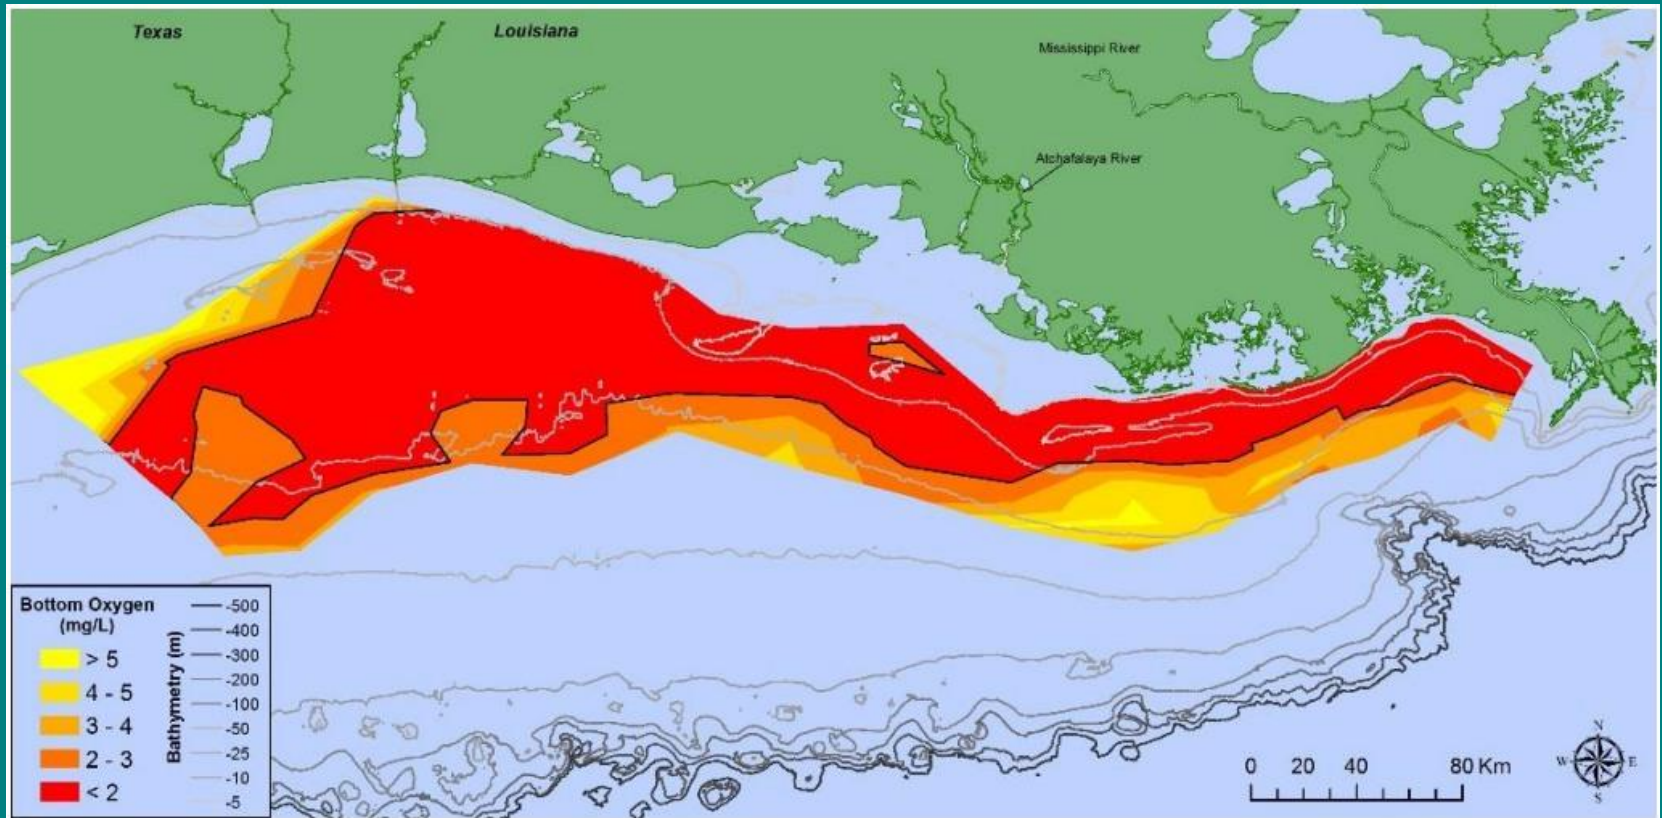 Texas
Louisiana
Mississippi River
Atchafalaya River
Bottom Oxygen
(mg/L)
> 5
4 - 5
3 - 4
2 - 3
< 2
Bathymetry (m)
-500
-400
-300
-200
-100
-50
-25
-10
-5
0 20 40 80 Km
N
W E
S